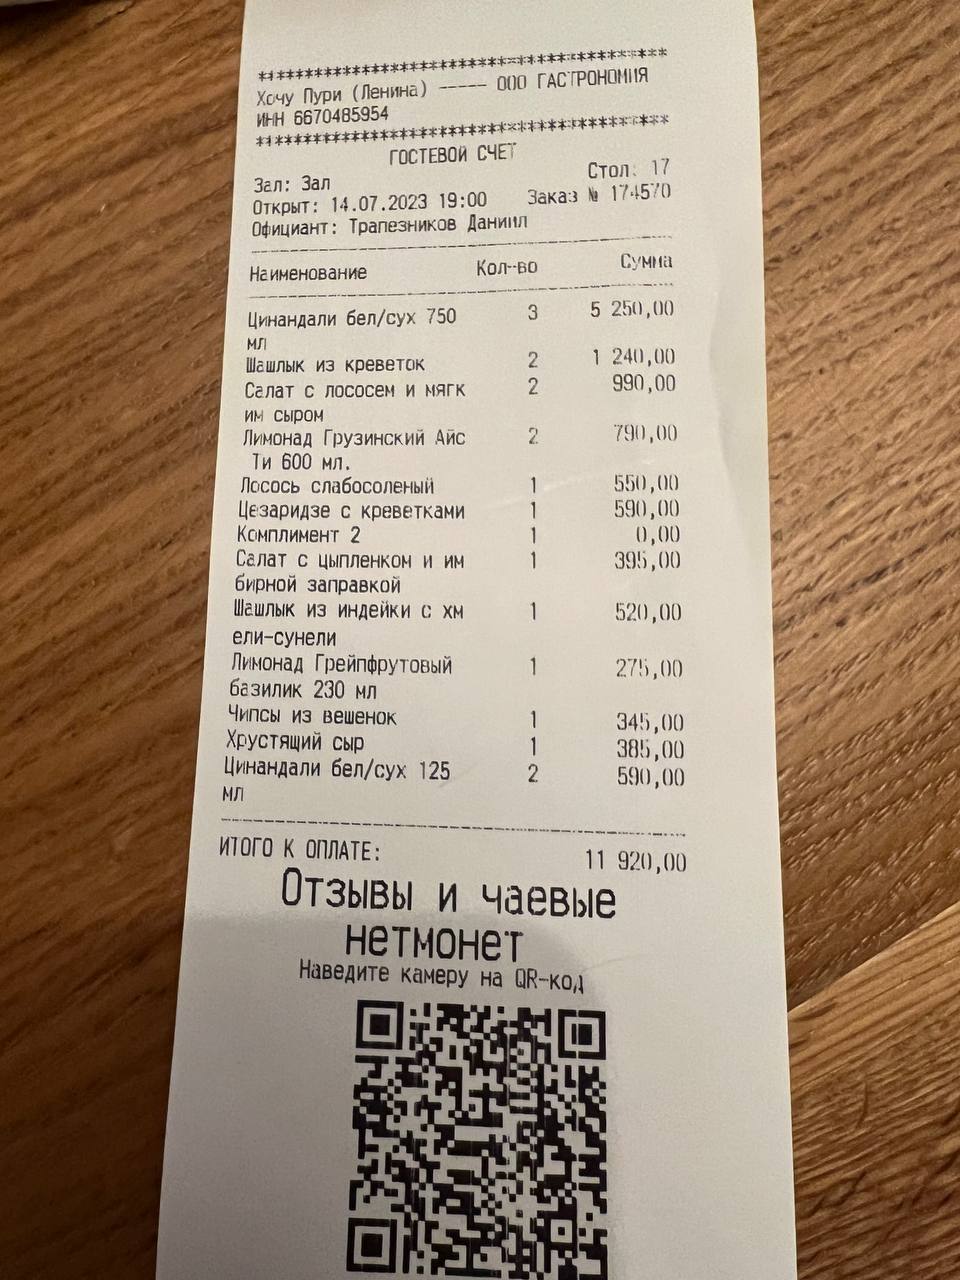 ******************************************
Хочу Пури (Ленина) ----- ООО ГАСТРОНОМИЯ
ИНН 6670485954
******************************************
ГОСТЕВОЙ СЧЕТ
Зал: Зал Стол: 17
Открыт: 14.07.2023 19:00 Заказ № 174570
Официант: Трапезников Даниил
Наименование Кол-во Сумма
Цинандали бел/сух 750 3 5 250,00
мл
Шашлык из креветок 2 1 240,00
Салат с лососем и мягк 2 990,00
им сыром
Лимонад Грузинский Айс 2 790,00
Ти 600 мл.
Лосось слабосоленый 1 550,00
Цезаридзе с креветками 1 590,00
Комплимент 2 1 0,00
Салат с цыпленком и им 1 395,00
бирной заправкой
Шашлык из индейки с хм 1 520,00
ели-сунели
Лимонад Грейпфрутовый 1 275,00
базилик 230 мл
Чипсы из вешенок 1 345,00
Хрустящий сыр 1 385,00
Цинандали бел/сух 125 2 590,00
мл
ИТОГО К ОПЛАТЕ: 11 920,00
Отзывы и чаевые
нетмонет
Наведите камеру на QR-код